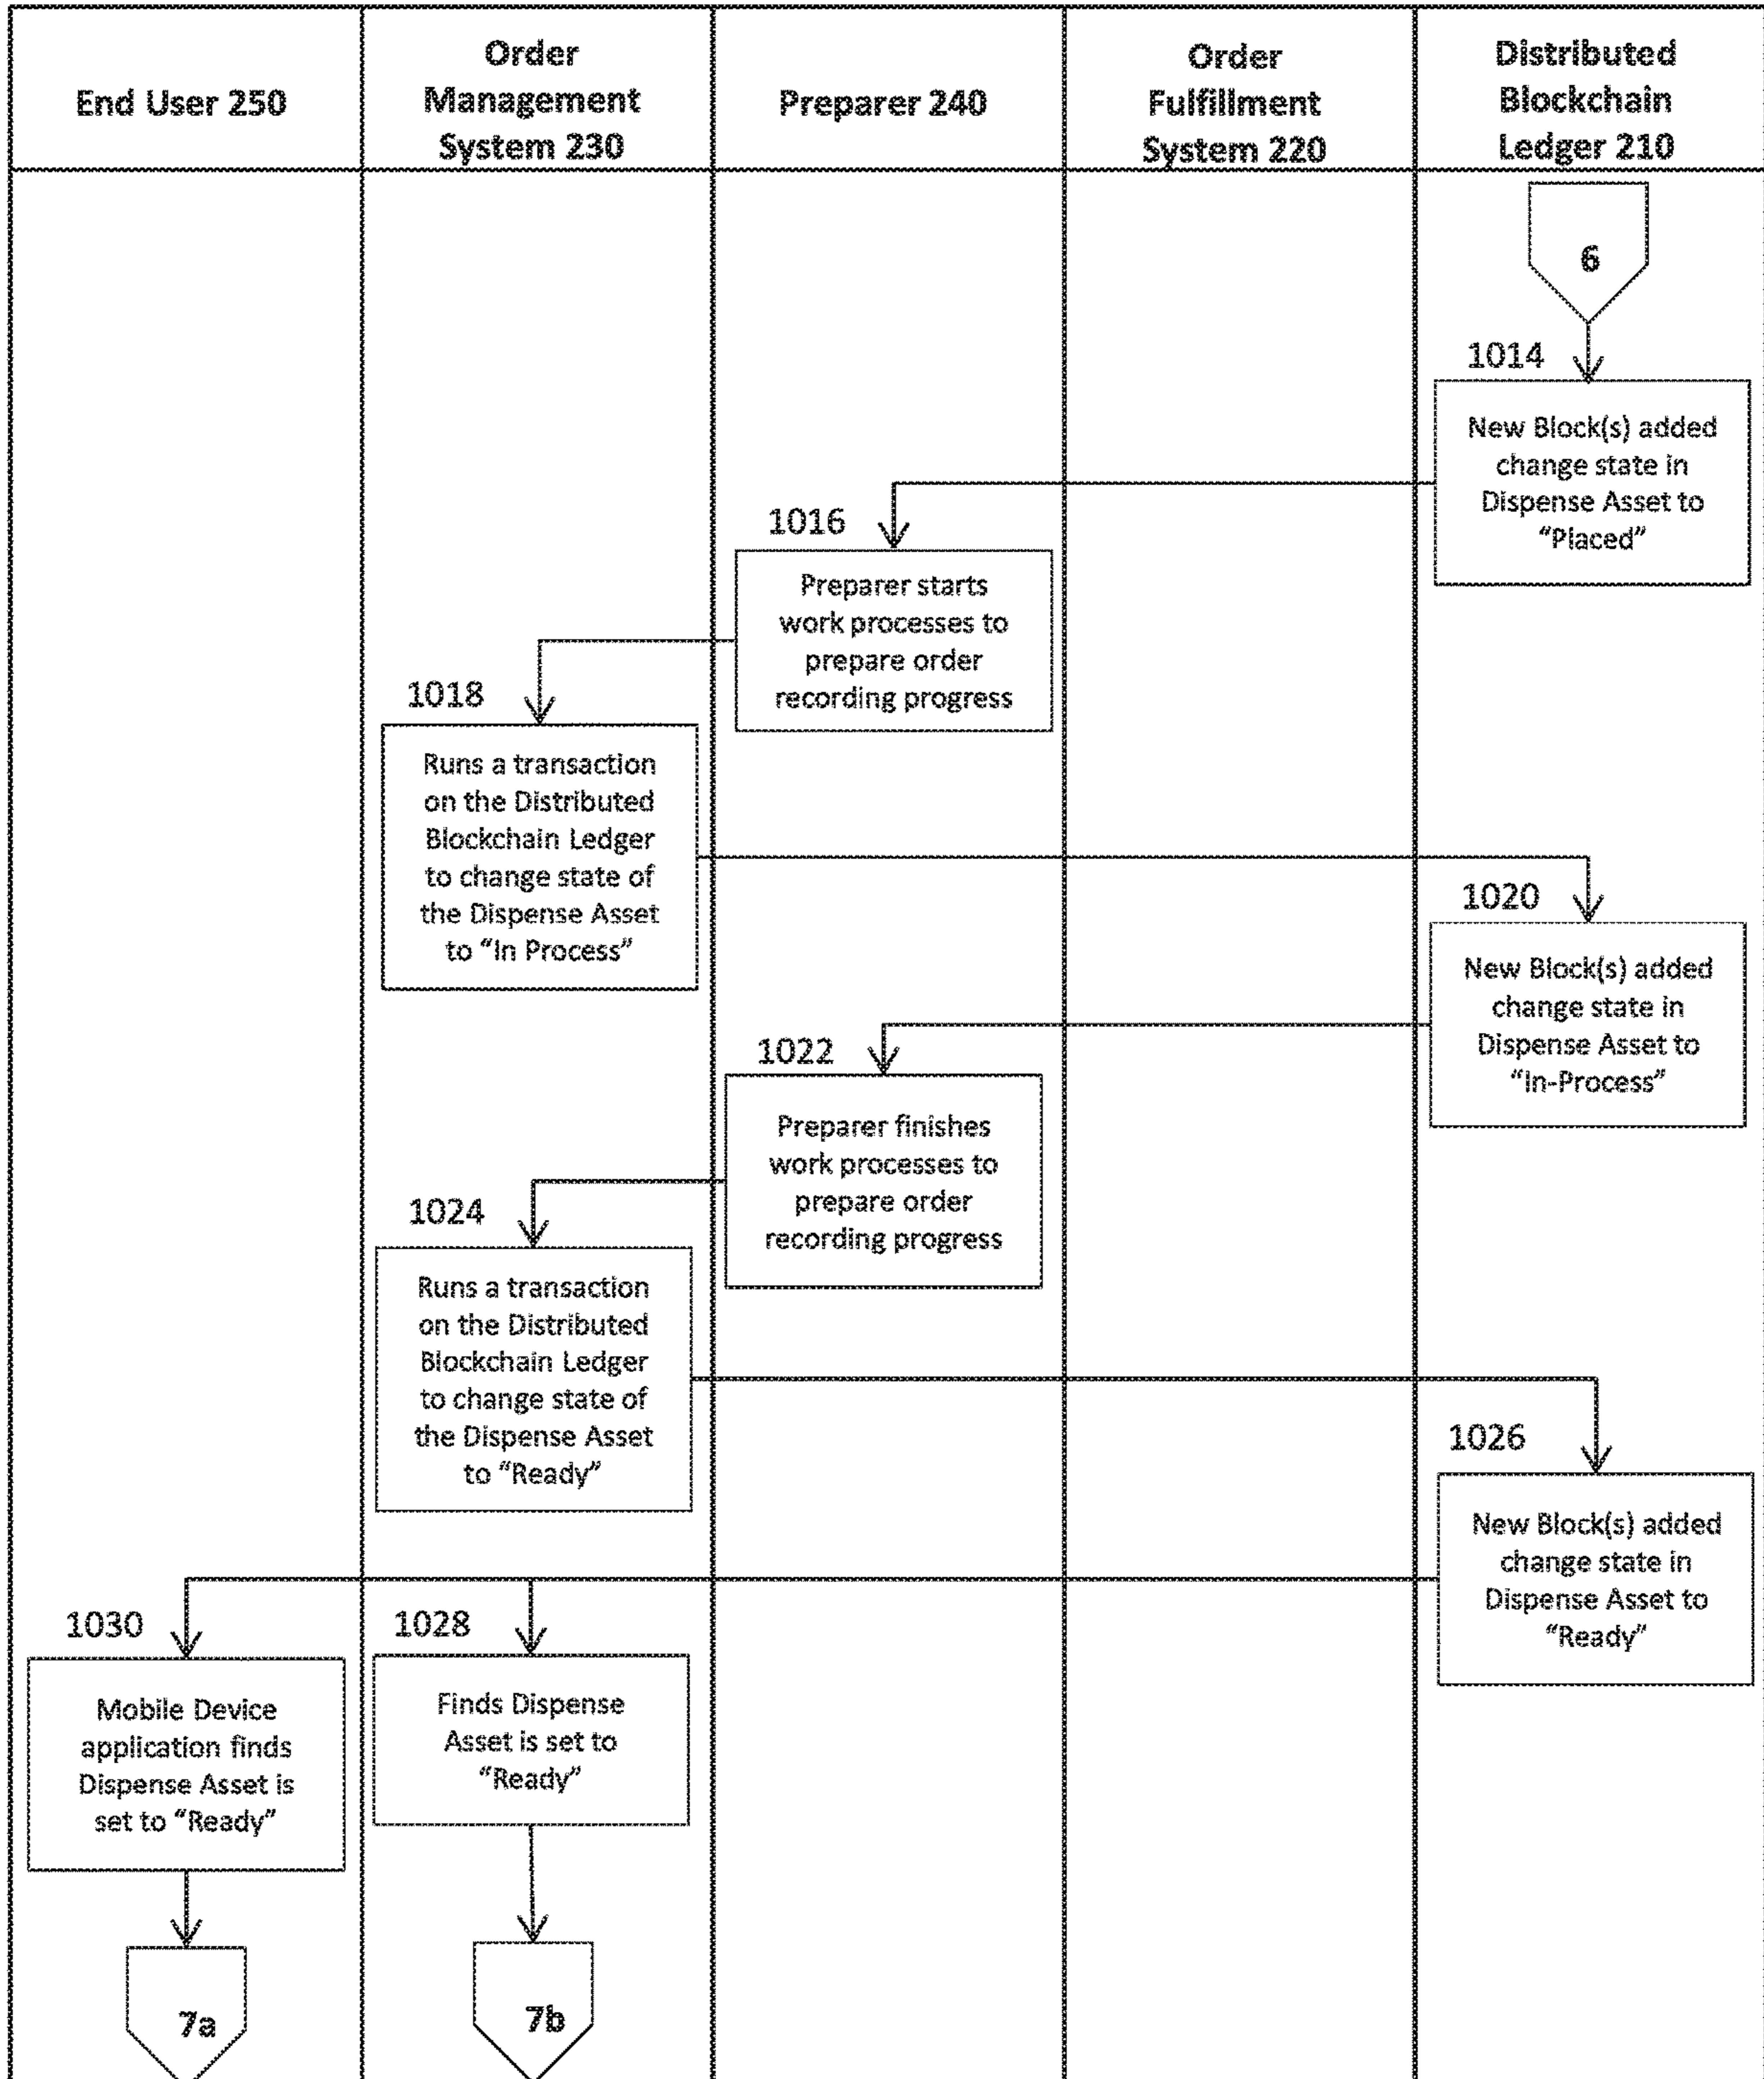 End User 250
Order
Management
System 230
Preparer 240
Order
Fulfillment
System 220
Distributed
Blockchain
Ledger 210
6
1014
New Block(s) added
change state in
Dispense Asset to
“Placed”
1016
Preparer starts
work processes to
prepare order
recording progress
1018
Runs a transaction
on the Distributed
Blockchain Ledger
to change state of
the Dispense Asset
to “In Process”
1020
New Block(s) added
change state in
Dispense Asset to
“In-Process”
1022
Preparer finishes
work processes to
prepare order
recording progress
1024
Runs a transaction
on the Distributed
Blockchain Ledger
to change state of
the Dispense Asset
to “Ready”
1026
New Block(s) added
change state in
Dispense Asset to
“Ready”
1030
Mobile Device
application finds
Dispense Asset is
set to “Ready”
1028
Finds Dispense
Asset is set to
“Ready”
7a
7b